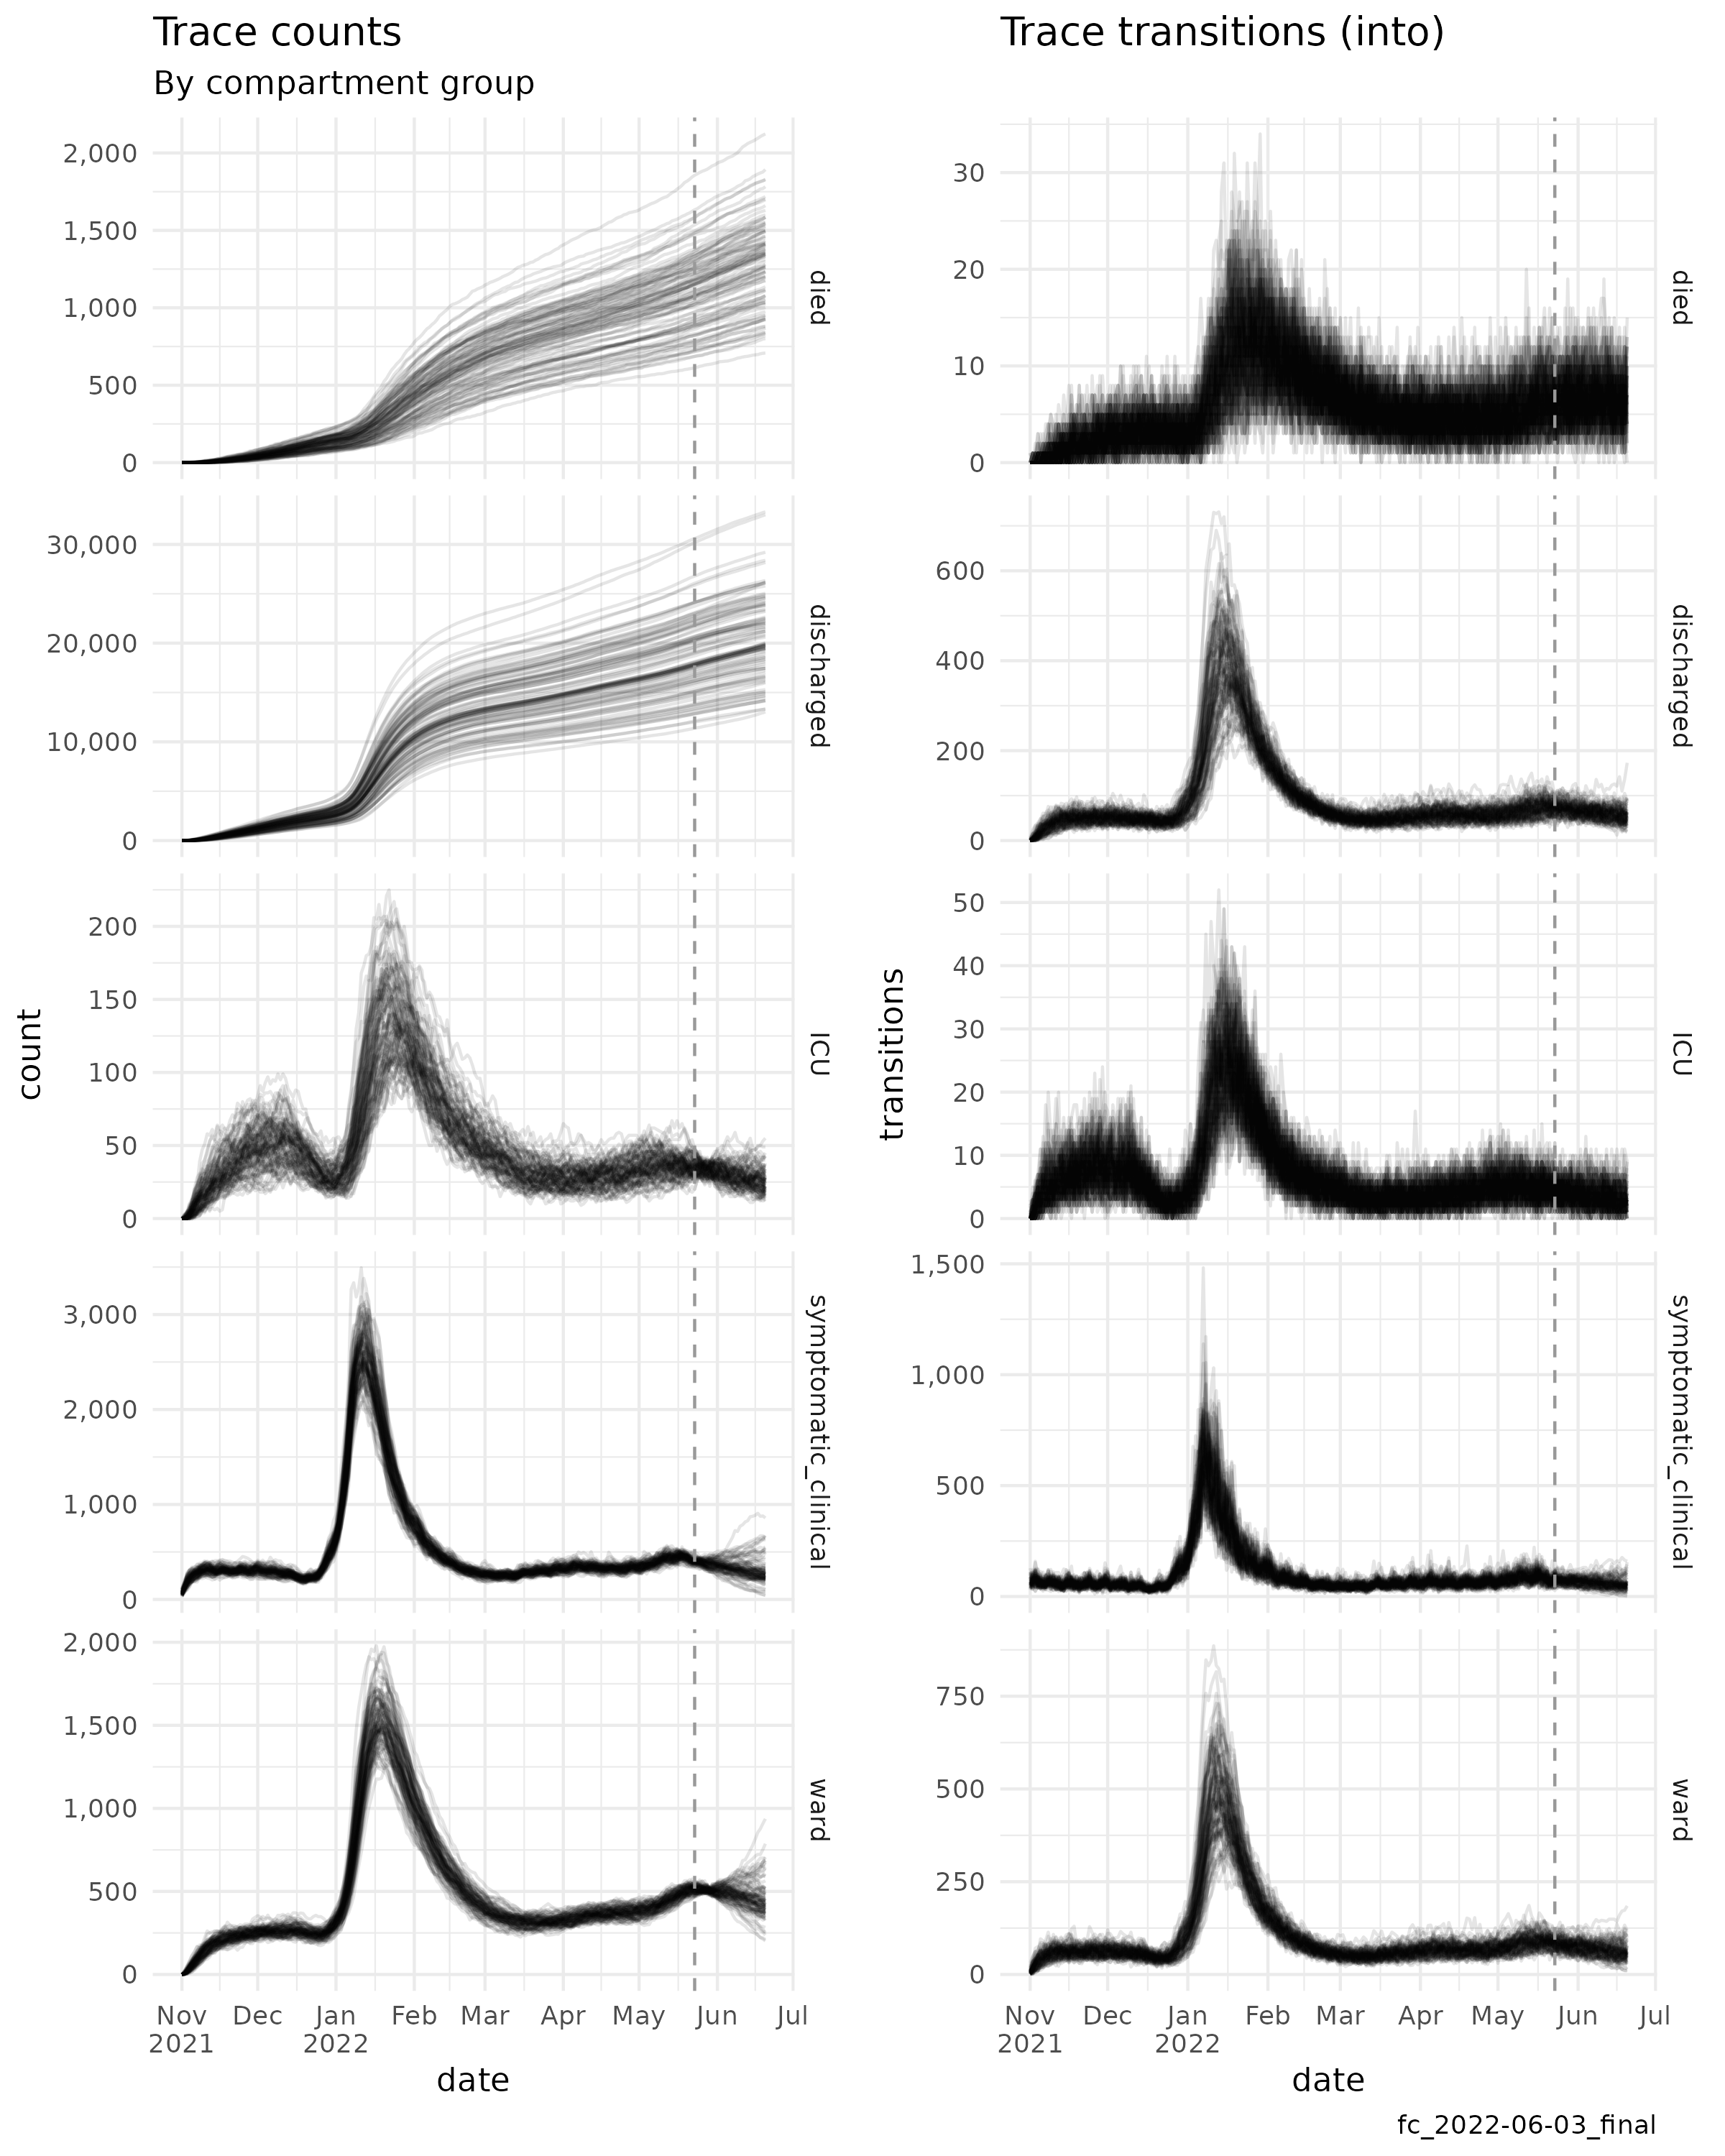 Trace counts
By compartment group
2,000
1,500
1,000
500
0
died
30,000
20,000
10,000
0
discharged
200
150
100
50
0
ICU
3,000
2,000
1,000
0
symptomatic_clinical
2,000
1,500
1,000
500
0
ward
count
Nov Dec Jan Feb Mar Apr May Jun Jul
2021 2022
date
Trace transitions (into)
30
20
10
0
died
600
400
200
0
discharged
50
40
30
20
10
0
ICU
1,500
1,000
500
0
symptomatic_clinical
750
500
250
0
ward
transitions
Nov Dec Jan Feb Mar Apr May Jun Jul
2021 2022
date
fc_2022-06-03_final